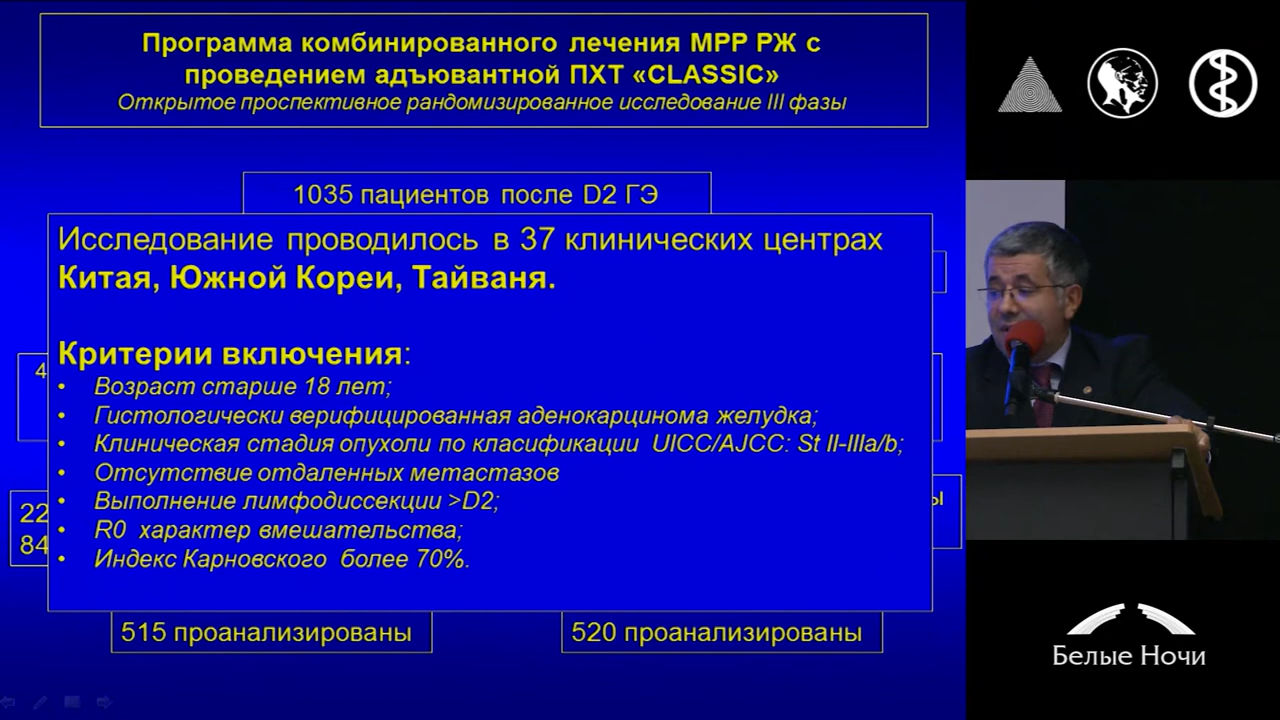 Программа комбинированного лечения МРР РЖ с
проведением адъювантной ПХТ «CLASSIC»
Открытое проспективное рандомизированное исследование III фазы
1035 пациентов после D2 ГЭ
Исследование проводилось в 37 клинических центрах
Китая, Южной Кореи, Тайваня.
Критерии включения:
• Возраст старше 18 лет;
• Гистологически верифицированная аденокарцинома желудка;
• Клиническая стадия опухоли по класификации UICC/AJCC: St II-IIIa/b;
• Отсутствие отдаленных метастазов
• Выполнение лимфодиссекции >D2;
• R0 характер вмешательства;
• Индекс Карновского более 70%.
4
22
84
ы
515 проанализированы
520 проанализированы
Белые Ночи